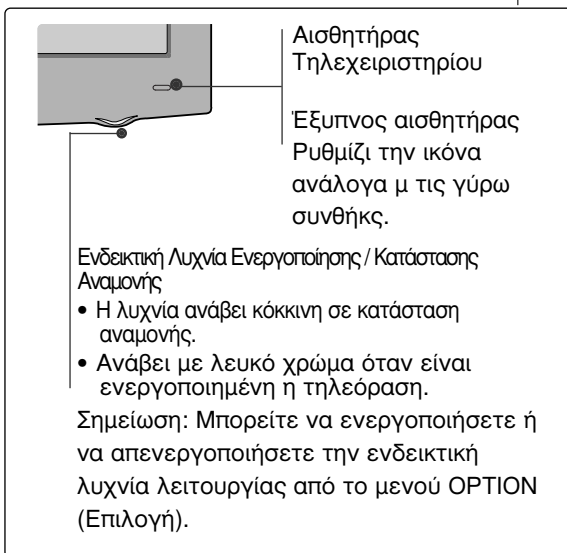 Αισθητήρας
Τηλεχειριστηρίου
Έξυπνος αισθητήρας
Ρυθμίζι την ικόνα
ανάλογα μ τις γύρω
συνθήκς.
Ενδεικτική Λυχνία Ενεργοποίησης / Κατάστασης
Αναμονής
• Η λυχνία ανάβει κόκκινη σε κατάσταση
αναμονής.
• Ανάβει με λευκό χρώμα όταν είναι
ενεργοποιημένη η τηλεόραση.
Σημείωση: Μπορείτε να ενεργοποιήσετε ή
να απενεργοποιήσετε την ενδεικτική
λυχνία λειτουργίας από το μενού OPTION
(Επιλογή).